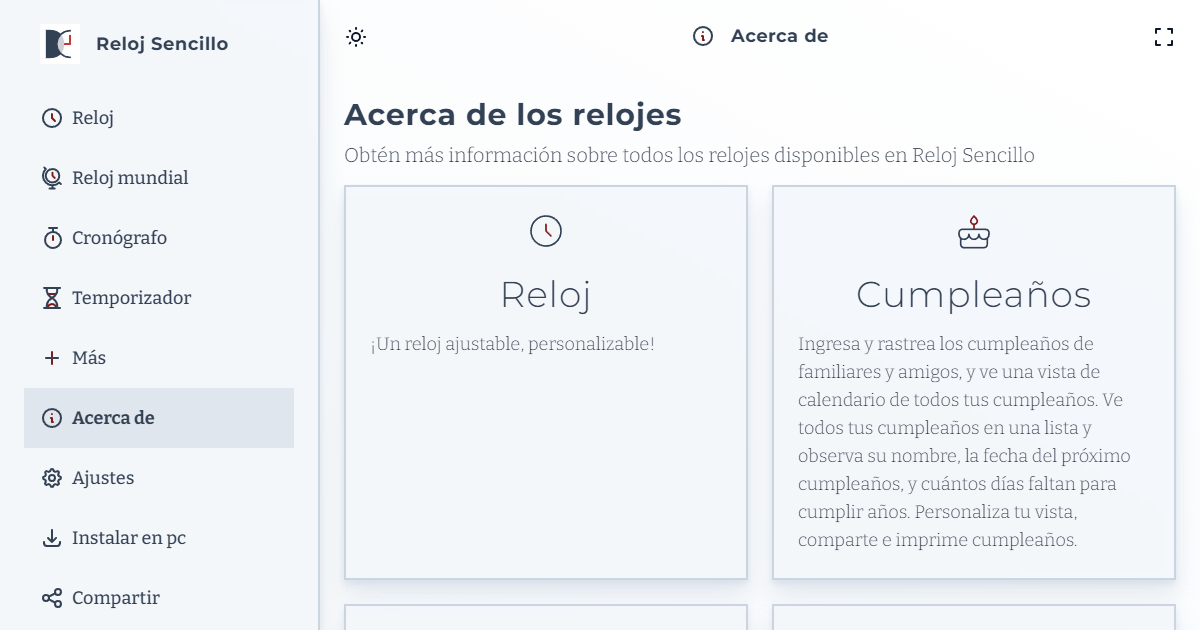 Reloj Sencillo
Reloj
Reloj mundial
Cronógrafo
Temporizador
Más
Acerca de
Ajustes
Instalar en pc
Compartir
Acerca de
Acerca de los relojes
Obtén más información sobre todos los relojes disponibles en Reloj Sencillo
Reloj
¡Un reloj ajustable, personalizable!
Cumpleaños
Ingresa y rastrea los cumpleaños de
familiares y amigos, y ve una vista de
calendario de todos tus cumpleaños. Ve
todos tus cumpleaños en una lista y
observa su nombre, la fecha del próximo
cumpleaños, y cuántos días faltan para
cumplir años. Personaliza tu vista,
comparte e imprime cumpleaños.